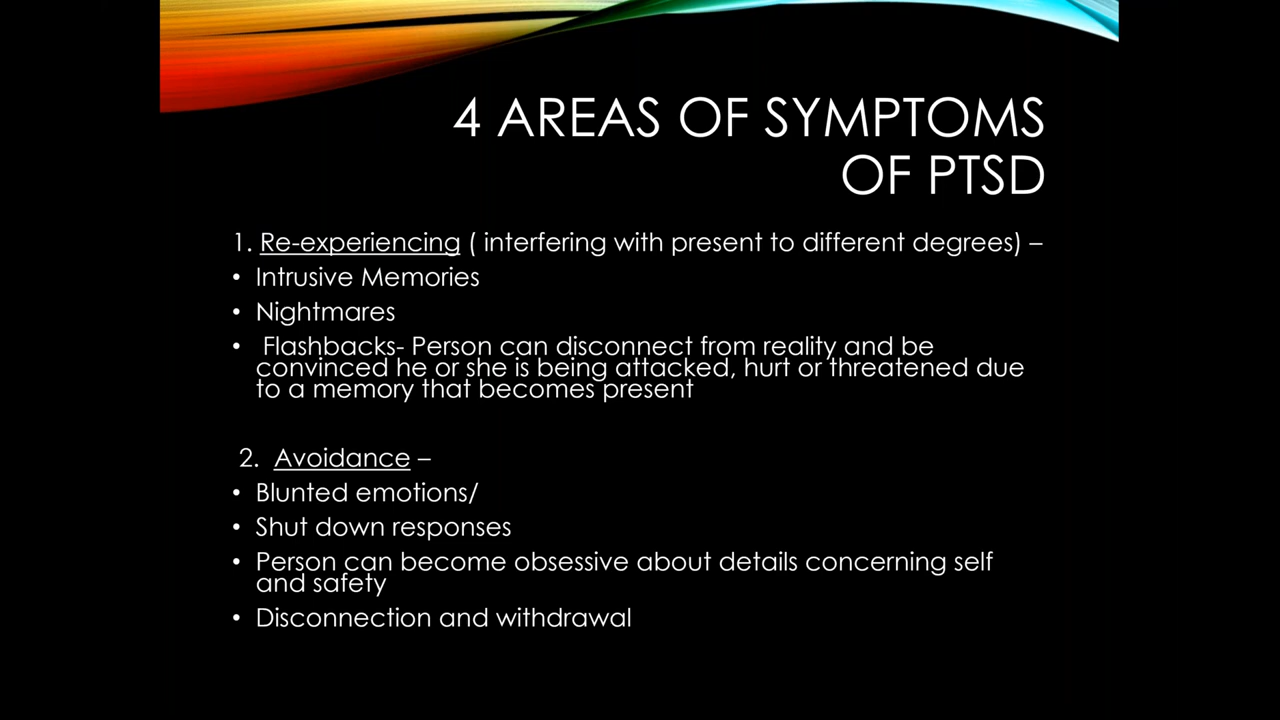 4 AREAS OF SYMPTOMS
OF PTSD
1. Re-experiencing ( interfering with present to different degrees) –
• Intrusive Memories
• Nightmares
• Flashbacks- Person can disconnect from reality and be
convinced he or she is being attacked, hurt or threatened due
to a memory that becomes present
2. Avoidance –
• Blunted emotions/
• Shut down responses
• Person can become obsessive about details concerning self
and safety
• Disconnection and withdrawal